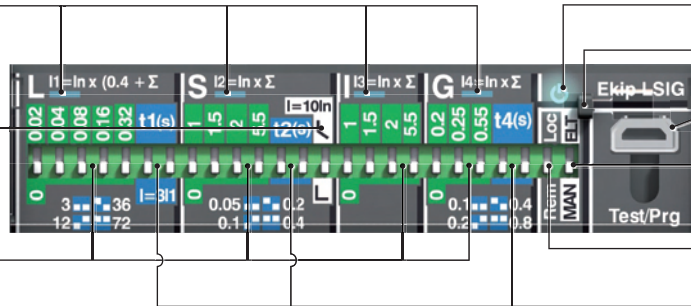 L I1=In x (0.4 + Σ
S I2=In x Σ
I I3=In x Σ
G I4=In x Σ
Ekip LSIG
I=10In
0.02 0.04 0.08 0.16 0.32 t1(s)
1 1.5 2 5.5 t2(s)
1 1.5 2 5.5
0.2 0.25 0.55 t4(s)
Loc ELT
0 I=3I1
0
0
0
Rem MAN
3 36
12 72
0.05 0.2
0.1 0.4
0.1 0.4
0.2 0.8
Test/Prg